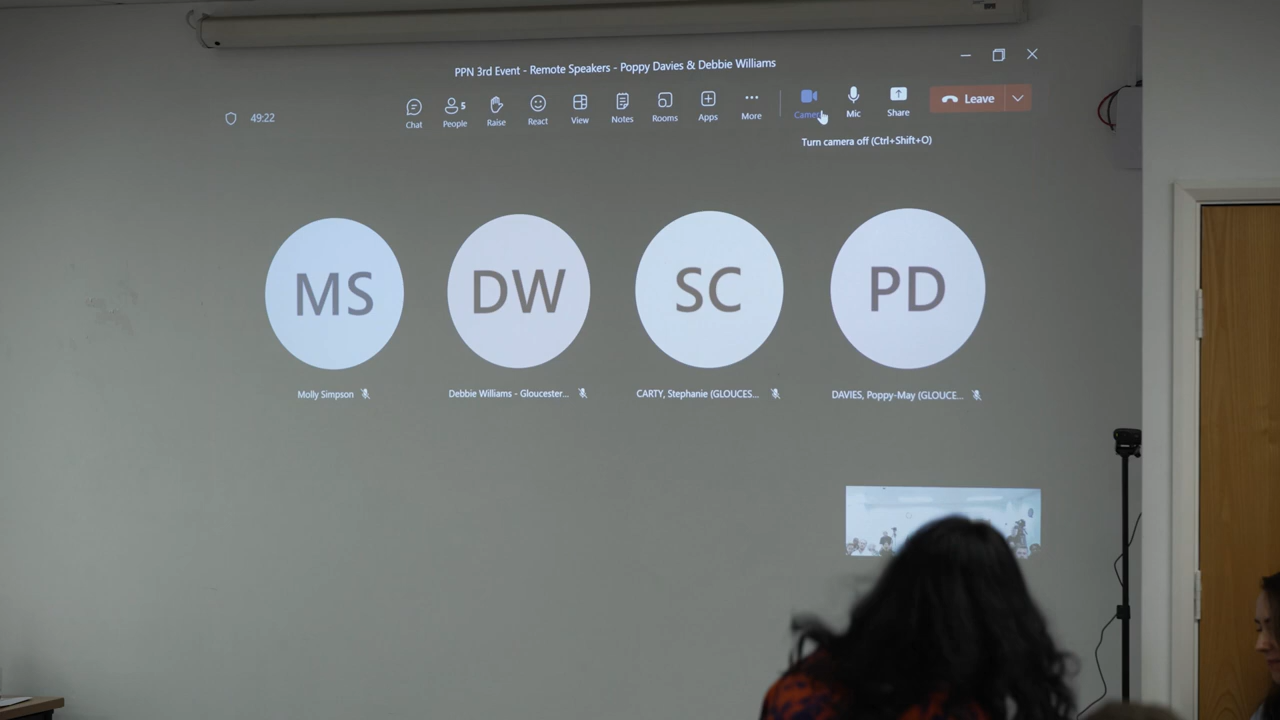 PPN 3rd Event - Remote Speakers - Poppy Davies & Debbie Williams
49:22
Chat
People
5
Raise
React
View
Notes
Rooms
Apps
More
Camera
Mic
Share
Leave
Turn camera off (Ctrl+Shift+O)
MS
DW
SC
PD
Molly Simpson
Debbie Williams - Gloucester...
CARTY, Stephanie (GLOUCES...
DAVIES, Poppy-May (GLOUCE...